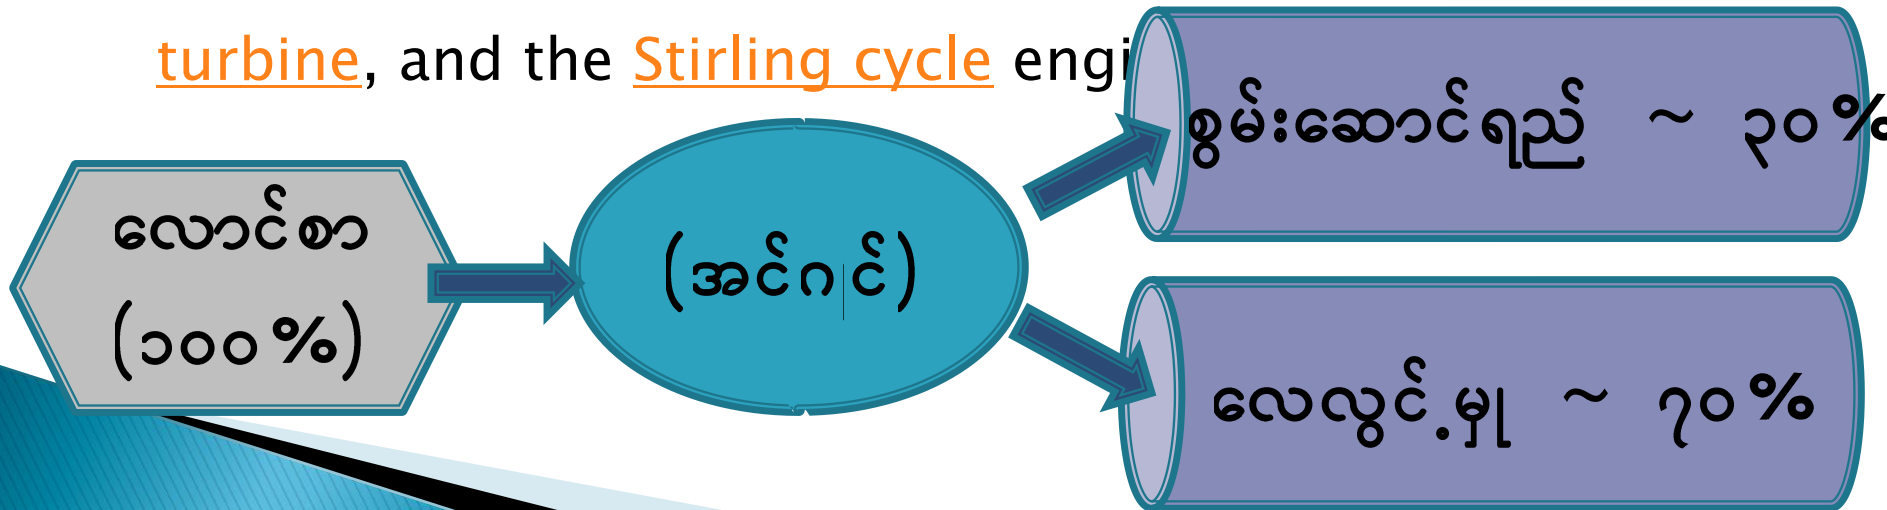 turbine, and the Stirling cycle engi
စွမ်းဆောင်ရည် ~ ၃၀%
လောင်စာ
(၁၀၀%)
(အင်ဂျင်)
လေလွင့်မှု ~ ၇၀%